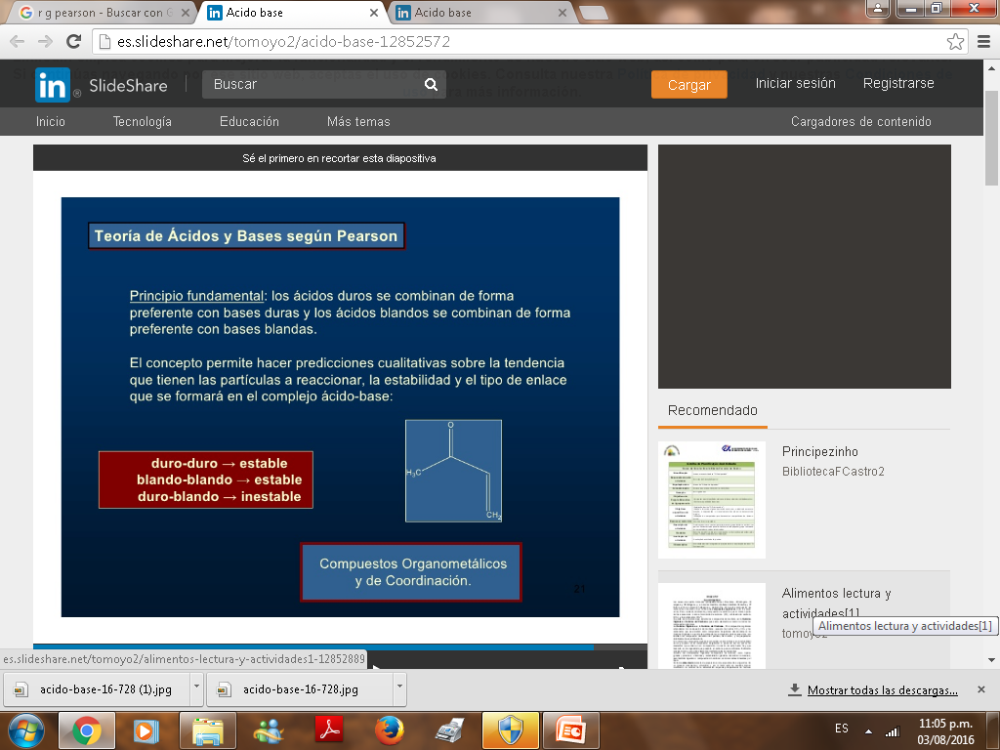 r g pearson - Buscar con G
Acido base
Acido base
es.slideshare.net/tomoyo2/acido-base-12852572
in SlideShare
Buscar
Cargar
Iniciar sesión
Registrarse
Inicio
Tecnología
Educación
Más temas
Cargadores de contenido
Sé el primero en recortar esta diapositiva
Teoría de Ácidos y Bases según Pearson
Principio fundamental: los ácidos duros se combinan de forma
preferente con bases duras y los ácidos blandos se combinan de forma
preferente con bases blandas.
El concepto permite hacer predicciones cualitativas sobre la tendencia
que tienen las partículas a reaccionar, la estabilidad y el tipo de enlace
que se formará en el complejo ácido-base:
duro-duro → estable
blando-blando → estable
duro-blando → inestable
O
H₃C
CH₂
Compuestos Organometálicos
y de Coordinación.
21
Recomendado
Principezinho
BibliotecaFCastro2
Alimentos lectura y
actividades[1]
Alimentos lectura y actividades[1]
tomoyo2
es.slideshare.net/tomoyo2/alimentos-lectura-y-actividades1-12852889
acido-base-16-728 (1).jpg
acido-base-16-728.jpg
Mostrar todas las descargas...
ES
11:05 p.m.
03/08/2016